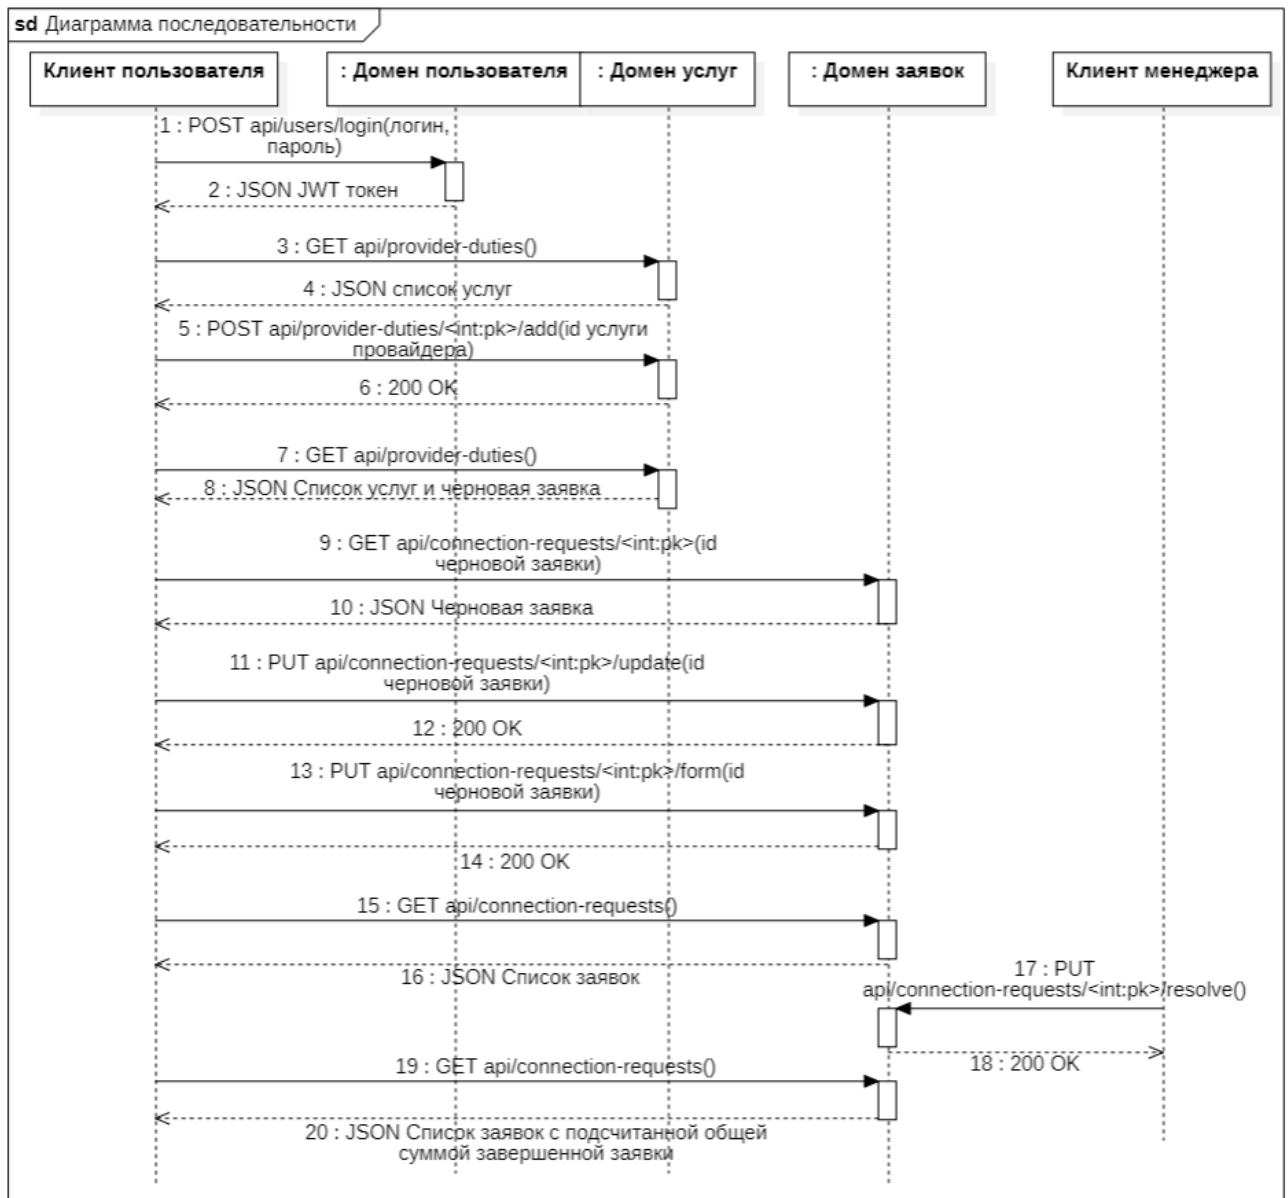 sd Диаграмма последовательности
Клиент пользователя
: Домен пользователя
: Домен услуг
: Домен заявок
Клиент менеджера
1 : POST api/users/login(логин,
пароль)
2 : JSON JWT токен
3 : GET api/provider-duties()
4 : JSON список услуг
5 : POST api/provider-duties/<int:pk>/add(id услуги
провайдера)
6 : 200 OK
7 : GET api/provider-duties()
8 : JSON Список услуг и черновая заявка
9 : GET api/connection-requests/<int:pk>(id
черновой заявки)
10 : JSON Черновая заявка
11 : PUT api/connection-requests/<int:pk>/update(id
черновой заявки)
12 : 200 OK
13 : PUT api/connection-requests/<int:pk>/form(id
черновой заявки)
14 : 200 OK
15 : GET api/connection-requests()
16 : JSON Список заявок
17 : PUT
api/connection-requests/<int:pk>/resolve()
18 : 200 OK
19 : GET api/connection-requests()
20 : JSON Список заявок с подсчитанной общей
суммой завершенной заявки